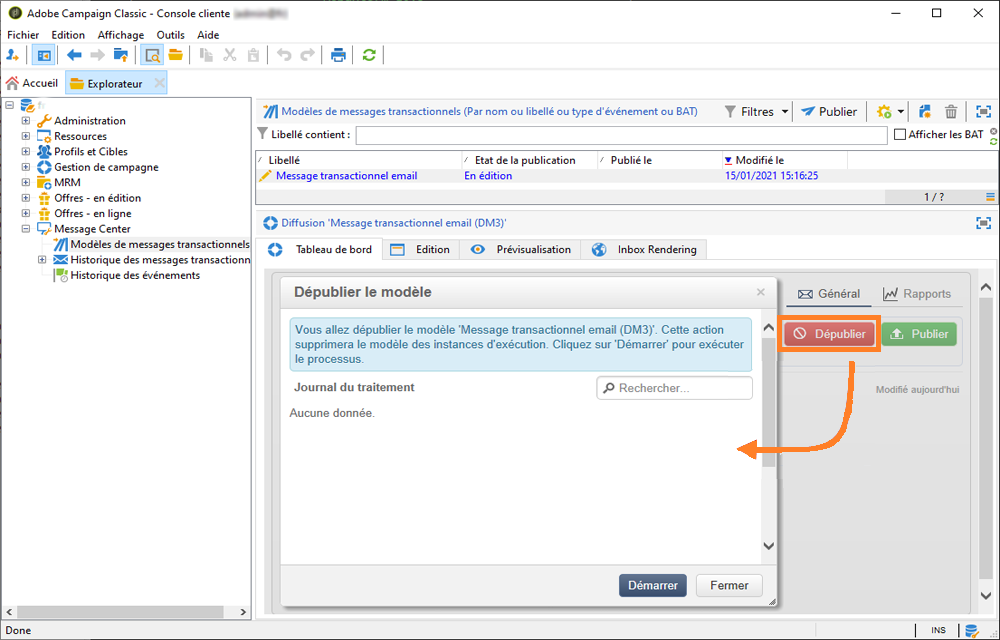 Adobe Campaign Classic - Console cliente
Fichier Edition Affichage Outils Aide
Accueil Explorateur
Administration
Ressources
Profils et Cibles
Gestion de campagne
MRM
Offres - en édition
Offres - en ligne
Message Center
Modèles de messages transactionnels
Historique des messages transactionn
Historique des événements
Modèles de messages transactionnels (Par nom ou libellé ou type d'événement ou BAT) Filtres Publier
Libellé contient : Afficher les BAT
Libellé Etat de la publication Publié le Modifié le
Message transactionnel email En édition 15/01/2021 15:16:25
1 / ?
Diffusion 'Message transactionnel email (DM3)'
Tableau de bord Edition Prévisualisation Inbox Rendering
Dépublier le modèle
Vous allez dépublier le modèle 'Message transactionnel email (DM3)'. Cette action
supprimera le modèle des instances d'exécution. Cliquez sur 'Démarrer' pour exécuter
le processus.
Journal du traitement Rechercher...
Aucune donnée.
Démarrer Fermer
Général Rapports
Dépublier Publier
Modifié aujourd'hui
Done INS